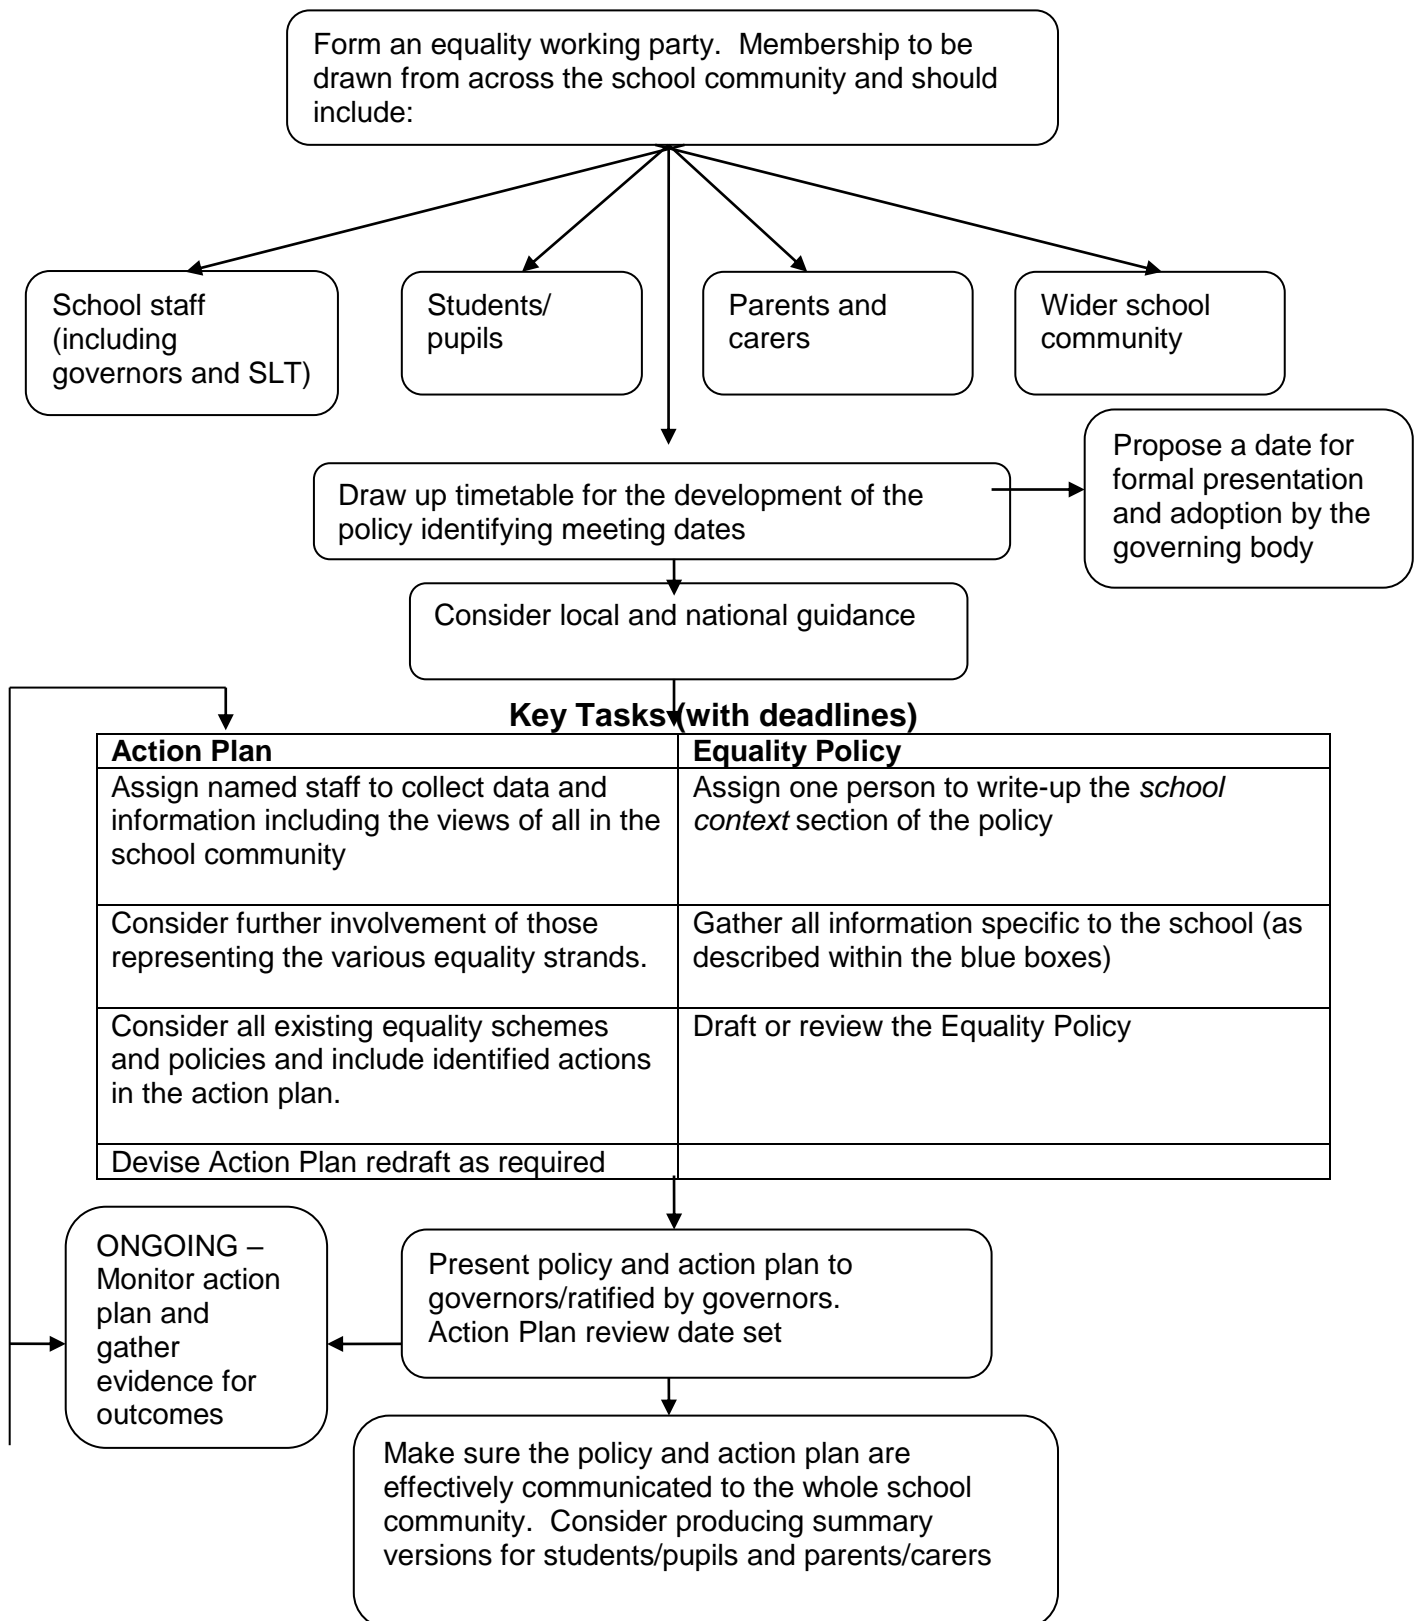 Form an equality working party.  Membership to be
drawn from across the school community and should
include:
School staff
(including
governors and SLT)
Students/
pupils
Parents and
carers
Wider school
community
Propose a date for
formal presentation
and adoption by the
governing body
Draw up timetable for the development of the
policy identifying meeting dates
Consider local and national guidance
Key Tasks (with deadlines)
Action Plan
Equality Policy
Assign named staff to collect data and
information including the views of all in the
school community
Assign one person to write-up the school
context section of the policy
Consider further involvement of those
representing the various equality strands.
Gather all information specific to the school (as
described within the blue boxes)
Consider all existing equality schemes
and policies and include identified actions
in the action plan.
Draft or review the Equality Policy
Devise Action Plan redraft as required
ONGOING –
Monitor action
plan and
gather
evidence for
outcomes
Present policy and action plan to
governors/ratified by governors.
Action Plan review date set
Make sure the policy and action plan are
effectively communicated to the whole school
community.  Consider producing summary
versions for students/pupils and parents/carers